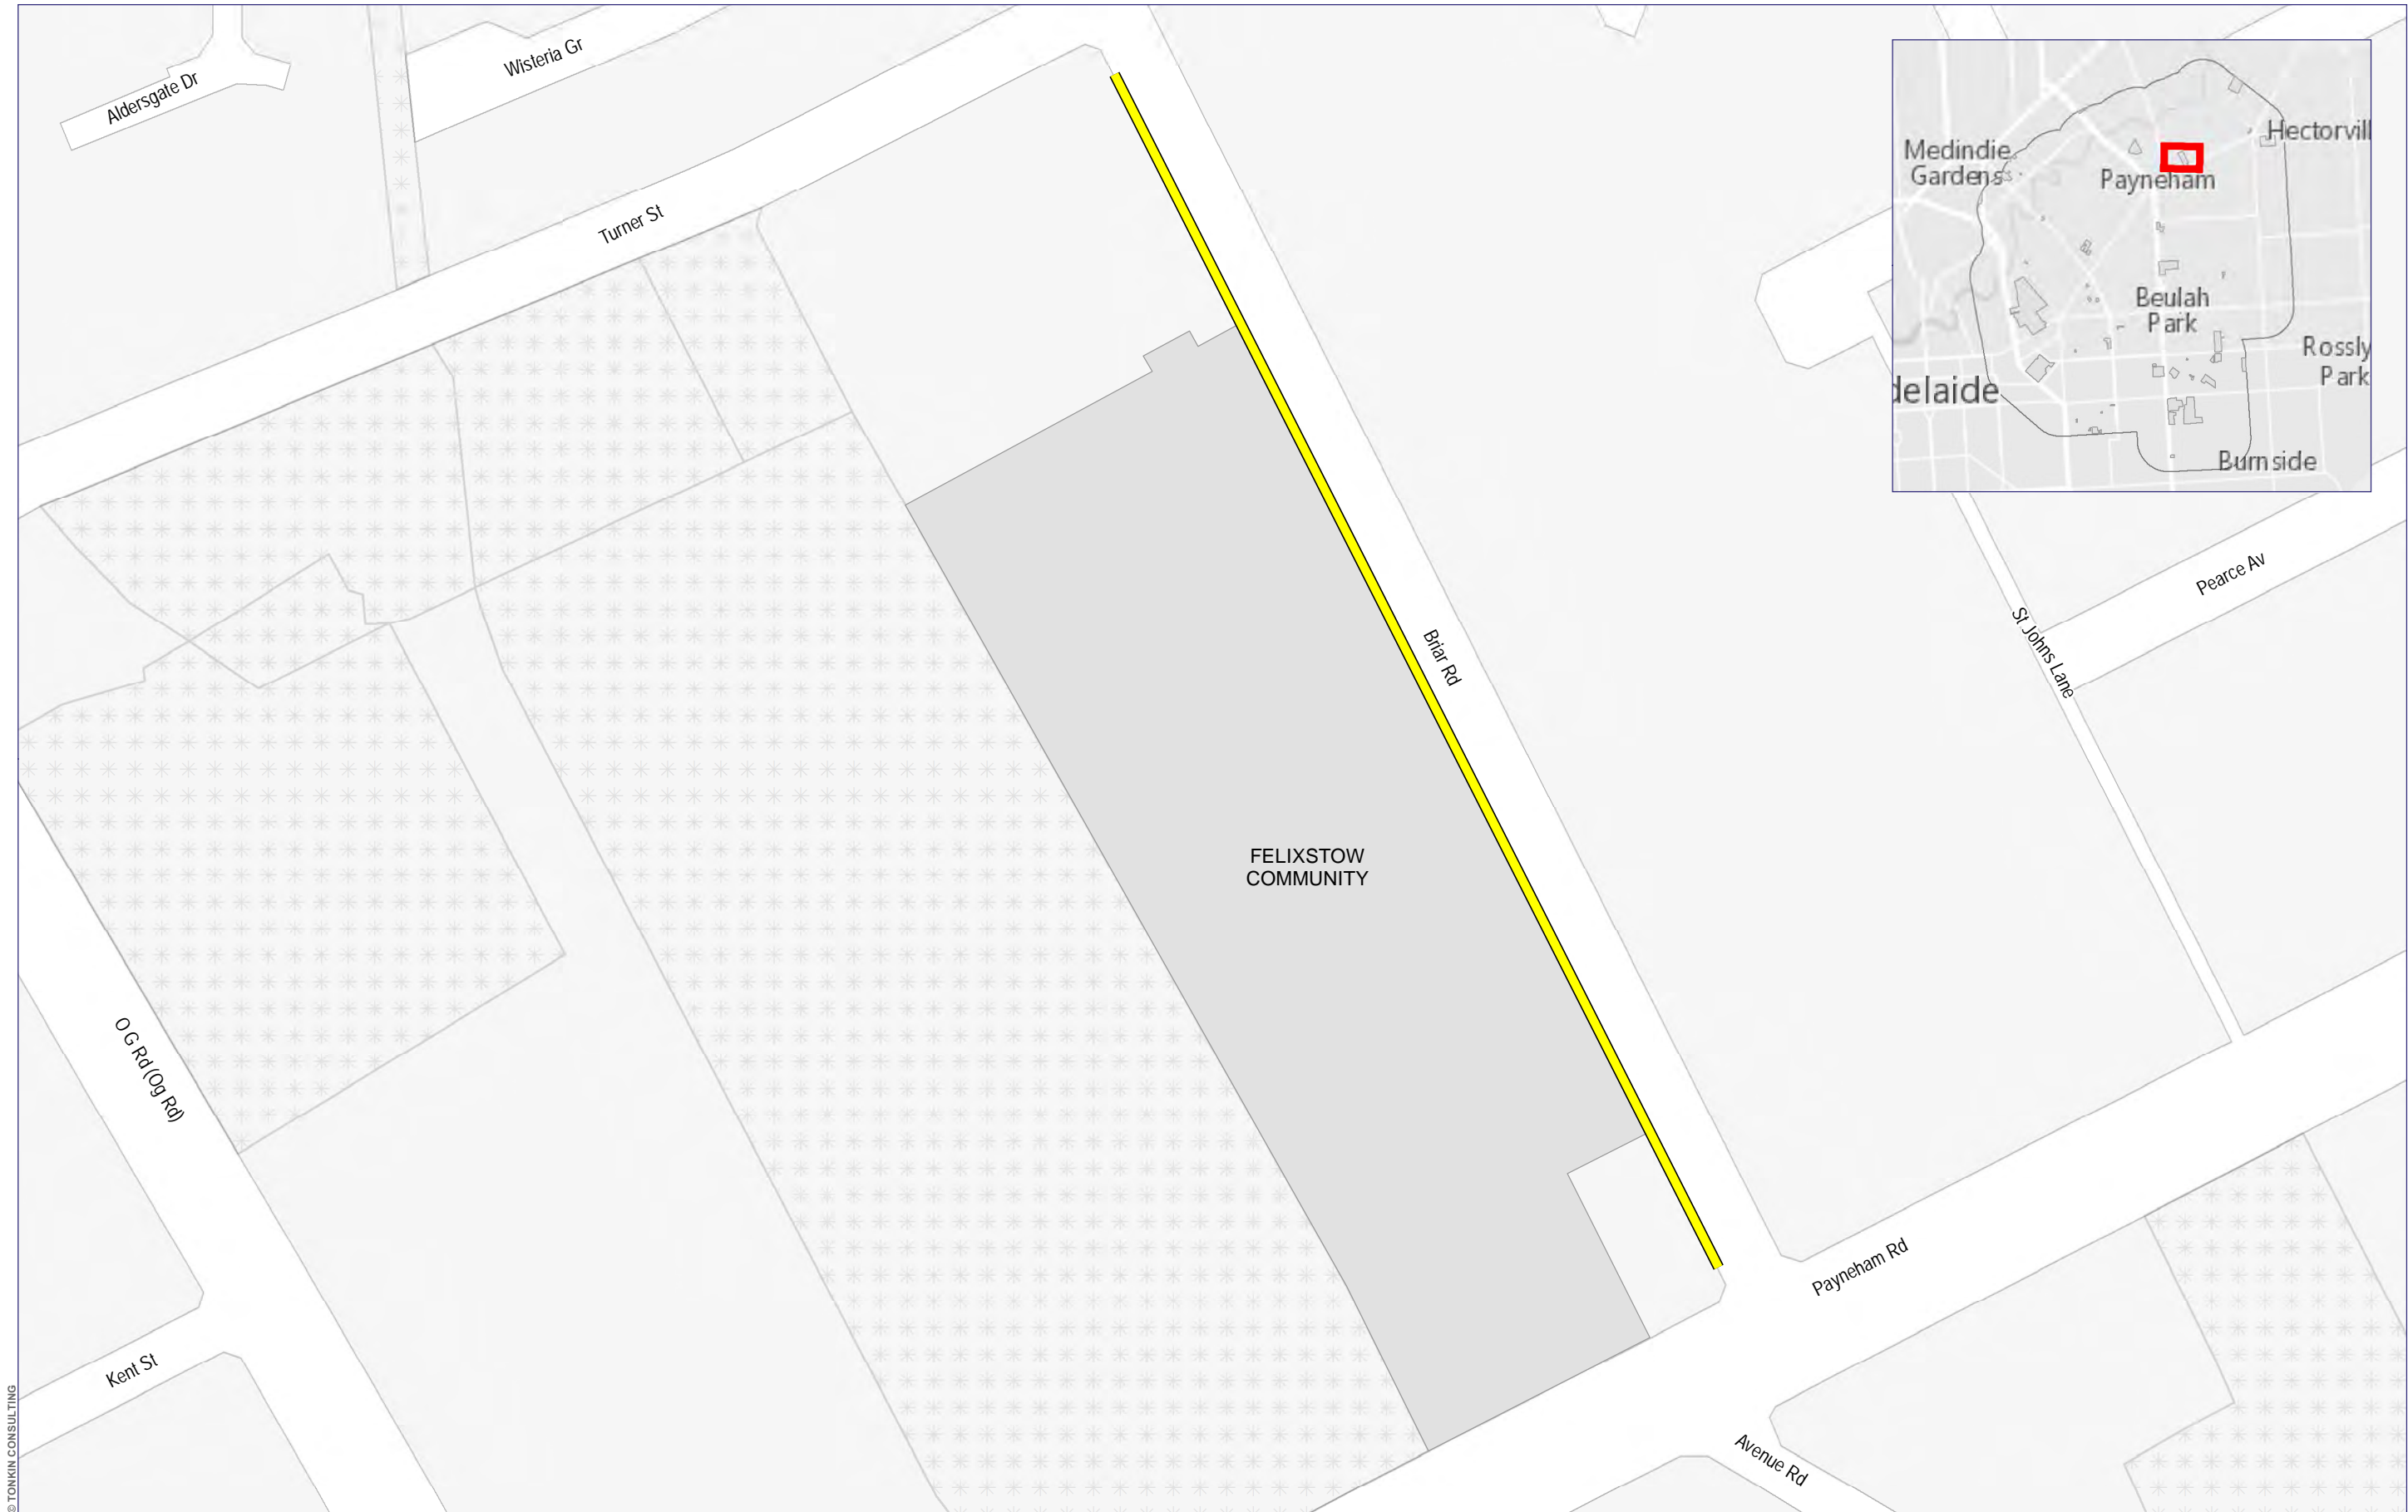 Aldersgate Dr
Wisteria Gr
Turner St
Medindie
Gardens
Hectorvill
Payneham
Beulah
Park
Rossly
Park
delaide
Burnside
Pearce Av
St Johns Lane
Briar Rd
FELIXSTOW
COMMUNITY
O G Rd (Og Rd)
Payneham Rd
Kent St
Avenue Rd
© TONKIN CONSULTING